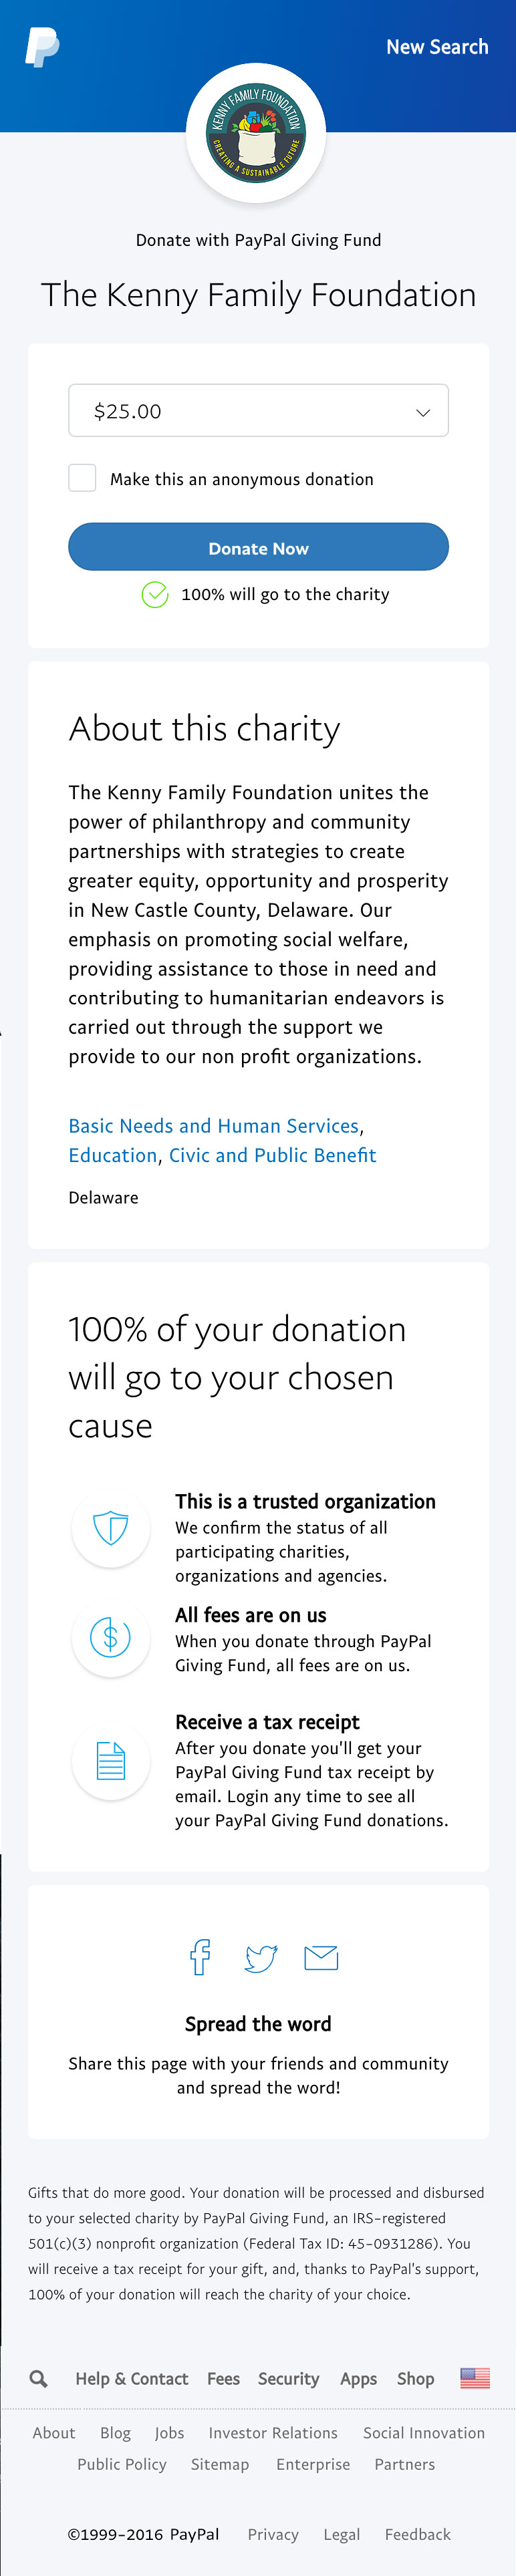 New Search
KENNY FAMILY FOUNDATION
CREATING A SUSTAINABLE FUTURE
Donate with PayPal Giving Fund
The Kenny Family Foundation
$25.00
Make this an anonymous donation
Donate Now
100% will go to the charity
About this charity
The Kenny Family Foundation unites the
power of philanthropy and community
partnerships with strategies to create
greater equity, opportunity and prosperity
in New Castle County, Delaware. Our
emphasis on promoting social welfare,
providing assistance to those in need and
contributing to humanitarian endeavors is
carried out through the support we
provide to our non profit organizations.
Basic Needs and Human Services,
Education, Civic and Public Benefit
Delaware
100% of your donation
will go to your chosen
cause
This is a trusted organization
We confirm the status of all
participating charities,
organizations and agencies.
All fees are on us
When you donate through PayPal
Giving Fund, all fees are on us.
Receive a tax receipt
After you donate you'll get your
PayPal Giving Fund tax receipt by
email. Login any time to see all
your PayPal Giving Fund donations.
Spread the word
Share this page with your friends and community
and spread the word!
Gifts that do more good. Your donation will be processed and disbursed
to your selected charity by PayPal Giving Fund, an IRS-registered
501(c)(3) nonprofit organization (Federal Tax ID: 45-0931286). You
will receive a tax receipt for your gift, and, thanks to PayPal's support,
100% of your donation will reach the charity of your choice.
Help & Contact Fees Security Apps Shop
About Blog Jobs Investor Relations Social Innovation
Public Policy Sitemap Enterprise Partners
©1999-2016 PayPal Privacy Legal Feedback